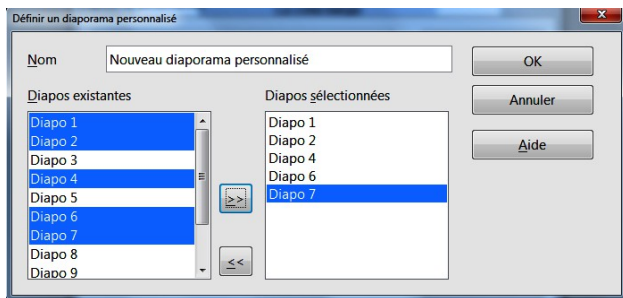 Définir un diaporama personnalisé
Nom
Nouveau diaporama personnalisé
OK
Diapos existantes
Diapos sélectionnées
Annuler
Diapo 1
Diapo 2
Diapo 3
Diapo 4
Diapo 5
Diapo 6
Diapo 7
Diapo 8
Diapo 9
>>
<<
Diapo 1
Diapo 2
Diapo 4
Diapo 6
Diapo 7
Aide